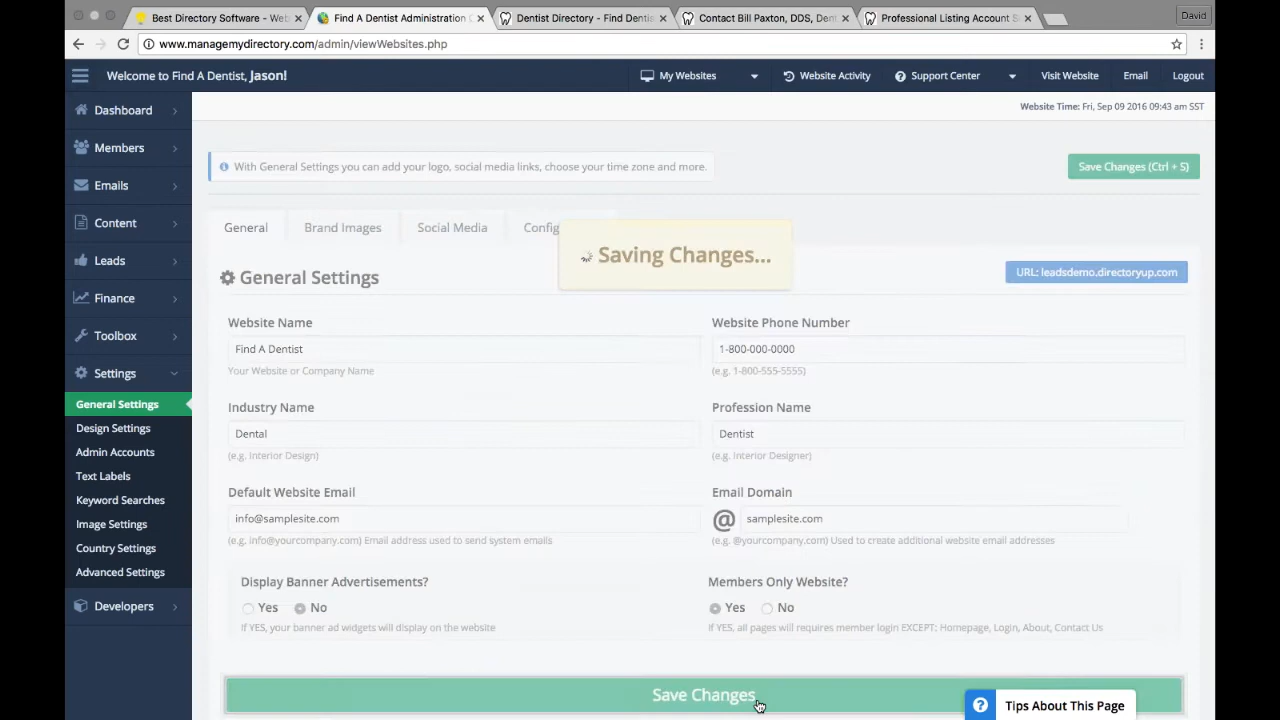 Best Directory Software - Web
Find A Dentist Administration C
Dentist Directory - Find Dentis
Contact Bill Paxton, DDS, Den
Professional Listing Account S
David
www.managemydirectory.com/admin/viewWebsites.php
Welcome to Find A Dentist, Jason!
My Websites
Website Activity
Support Center
Visit Website
Email
Logout
Website Time: Fri, Sep 09 2016 09:43 am SST
Dashboard
Members
Emails
Content
Leads
Finance
Toolbox
Settings
General Settings
Design Settings
Admin Accounts
Text Labels
Keyword Searches
Image Settings
Country Settings
Advanced Settings
Developers
With General Settings you can add your logo, social media links, choose your time zone and more.
Save Changes (Ctrl + S)
General
Brand Images
Social Media
Config
Saving Changes...
General Settings
URL: leadsdemo.directoryup.com
Website Name
Find A Dentist
Your Website or Company Name
Website Phone Number
1-800-000-0000
(e.g. 1-800-555-5555)
Industry Name
Dental
(e.g. Interior Design)
Profession Name
Dentist
(e.g. Interior Designer)
Default Website Email
info@samplesite.com
(e.g. info@yourcompany.com) Email address used to send system emails
Email Domain
@ samplesite.com
(e.g. @yourcompany.com) Used to create additional website email addresses
Display Banner Advertisements?
Yes No
If YES, your banner ad widgets will display on the website
Members Only Website?
Yes No
If YES, all pages will requires member login EXCEPT: Homepage, Login, About, Contact Us
Save Changes
Tips About This Page